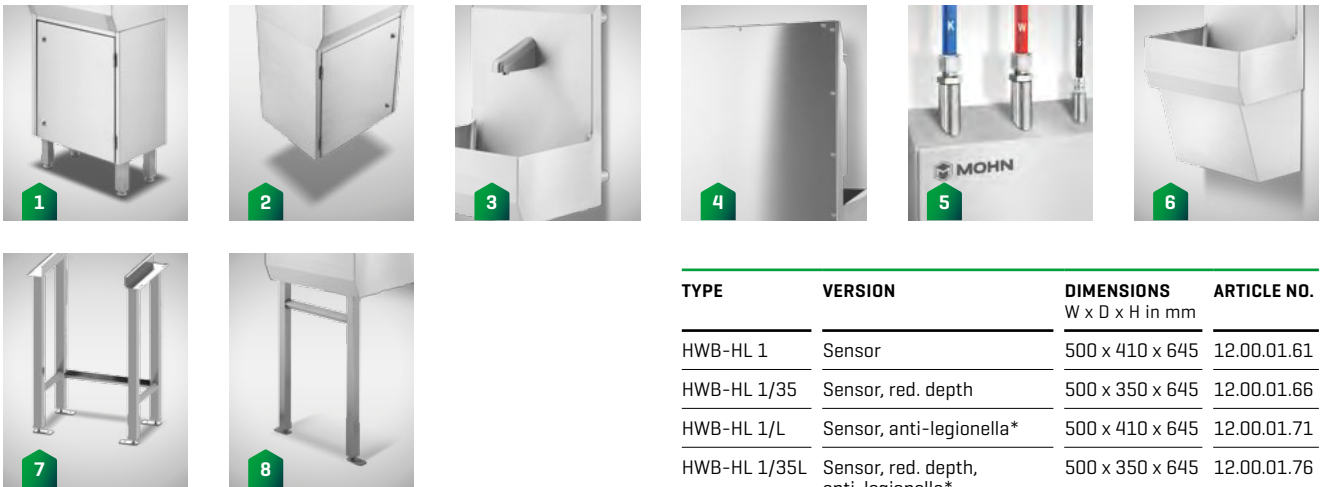 1
2
3
4
K W
MOHN
5
6
7
8
TYPE VERSION DIMENSIONS ARTICLE NO.
W x D x H in mm
HWB-HL 1 Sensor 500 x 410 x 645 12.00.01.61
HWB-HL 1/35 Sensor, red. depth 500 x 350 x 645 12.00.01.66
HWB-HL 1/L Sensor, anti-legionella* 500 x 410 x 645 12.00.01.71
HWB-HL 1/35L Sensor, red. depth, 500 x 350 x 645 12.00.01.76
anti-legionella*